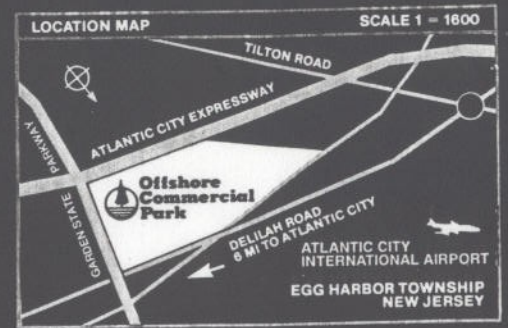 LOCATION MAP
SCALE 1 = 1600
TILTON ROAD
ATLANTIC CITY EXPRESSWAY
GARDEN STATE PARKWAY
Offshore
Commercial
Park
DELILAH ROAD
6 MI TO ATLANTIC CITY
ATLANTIC CITY
INTERNATIONAL AIRPORT
EGG HARBOR TOWNSHIP
NEW JERSEY